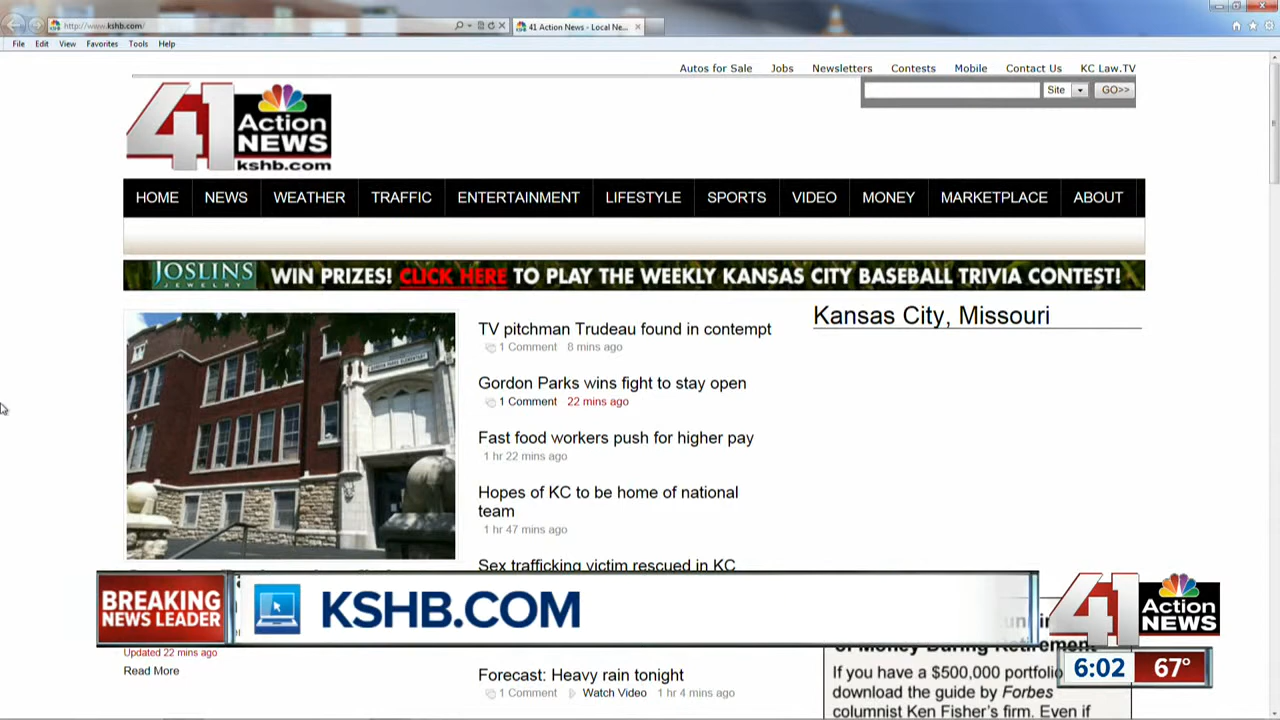 http://www.kshb.com/
41 Action News - Local Ne...
File Edit View Favorites Tools Help
Autos for Sale Jobs Newsletters Contests Mobile Contact Us KC Law.TV
Site GO>>
41 Action NEWS
kshb.com
HOME NEWS WEATHER TRAFFIC ENTERTAINMENT LIFESTYLE SPORTS VIDEO MONEY MARKETPLACE ABOUT
JOSLINS JEWELRY WIN PRIZES! CLICK HERE TO PLAY THE WEEKLY KANSAS CITY BASEBALL TRIVIA CONTEST!
Kansas City, Missouri
TV pitchman Trudeau found in contempt
1 Comment 8 mins ago
Gordon Parks wins fight to stay open
1 Comment 22 mins ago
Fast food workers push for higher pay
1 hr 22 mins ago
Hopes of KC to be home of national
team
1 hr 47 mins ago
Sex trafficking victim rescued in KC
BREAKING
NEWS LEADER
KSHB.COM
41 Action NEWS
Updated 22 mins ago
Read More
Forecast: Heavy rain tonight
1 Comment Watch Video 1 hr 4 mins ago
of Money During Retirement
If you have a $500,000 portfolio
download the guide by Forbes
columnist Ken Fisher's firm. Even if
6:02 67°